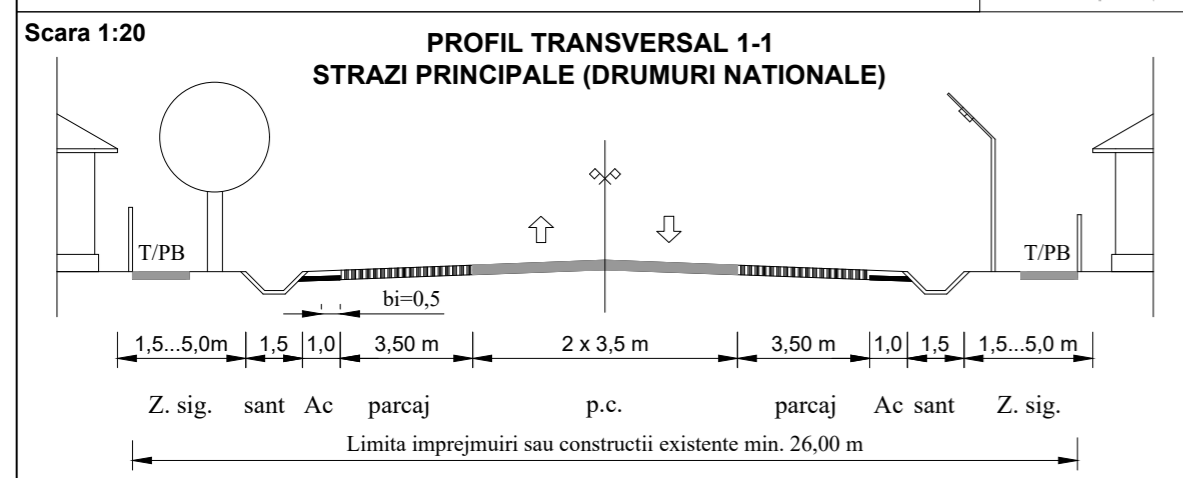 Scara 1:20
PROFIL TRANSVERSAL 1-1
STRAZI PRINCIPALE (DRUMURI NATIONALE)
T/PB
T/PB
bi=0,5
1,5...5,0m 1,5 1,0 3,50 m 2 x 3,5 m 3,50 m 1,0 1,5 1,5...5,0 m
Z. sig. sant Ac parcaj p.c. parcaj Ac sant Z. sig.
Limita imprejmuiri sau constructii existente min. 26,00 m